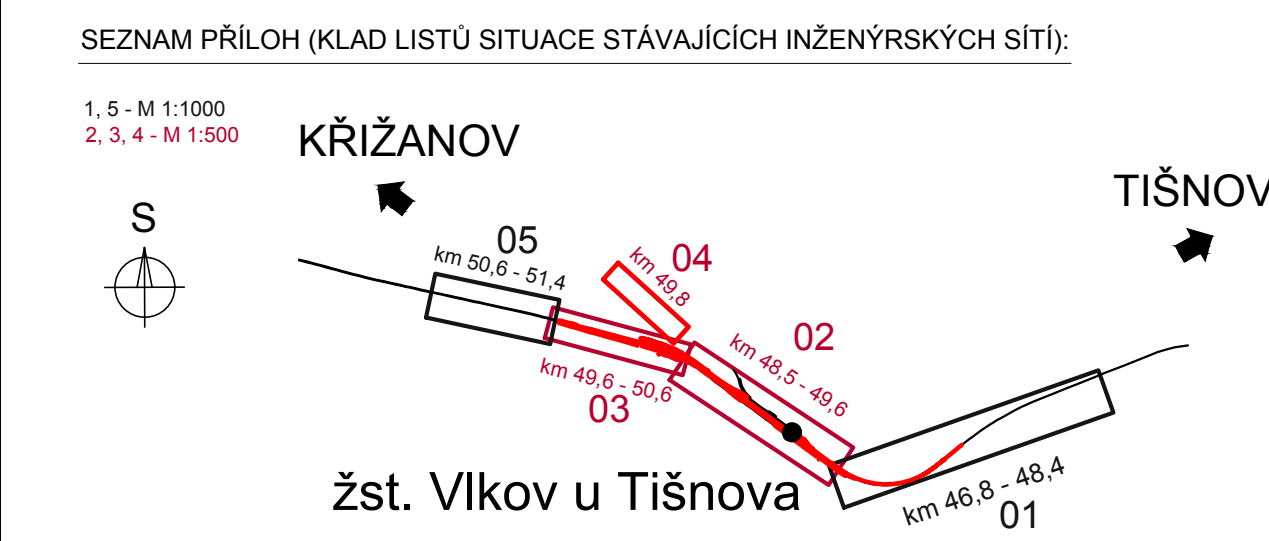 SEZNAM PŘÍLOH (KLAD LISTŮ SITUACE STÁVAJÍCÍCH INŽENÝRSKÝCH SÍTÍ):
1, 5 - M 1:1000
2, 3, 4 - M 1:500
KŘIŽANOV
TIŠNOV
S
05
km 50,6 - 51,4
04
km 49,8
02
km 48,5 - 49,6
km 49,6 - 50,6
03
žst. Vlkov u Tišnova
km 46,8 - 48,4
01